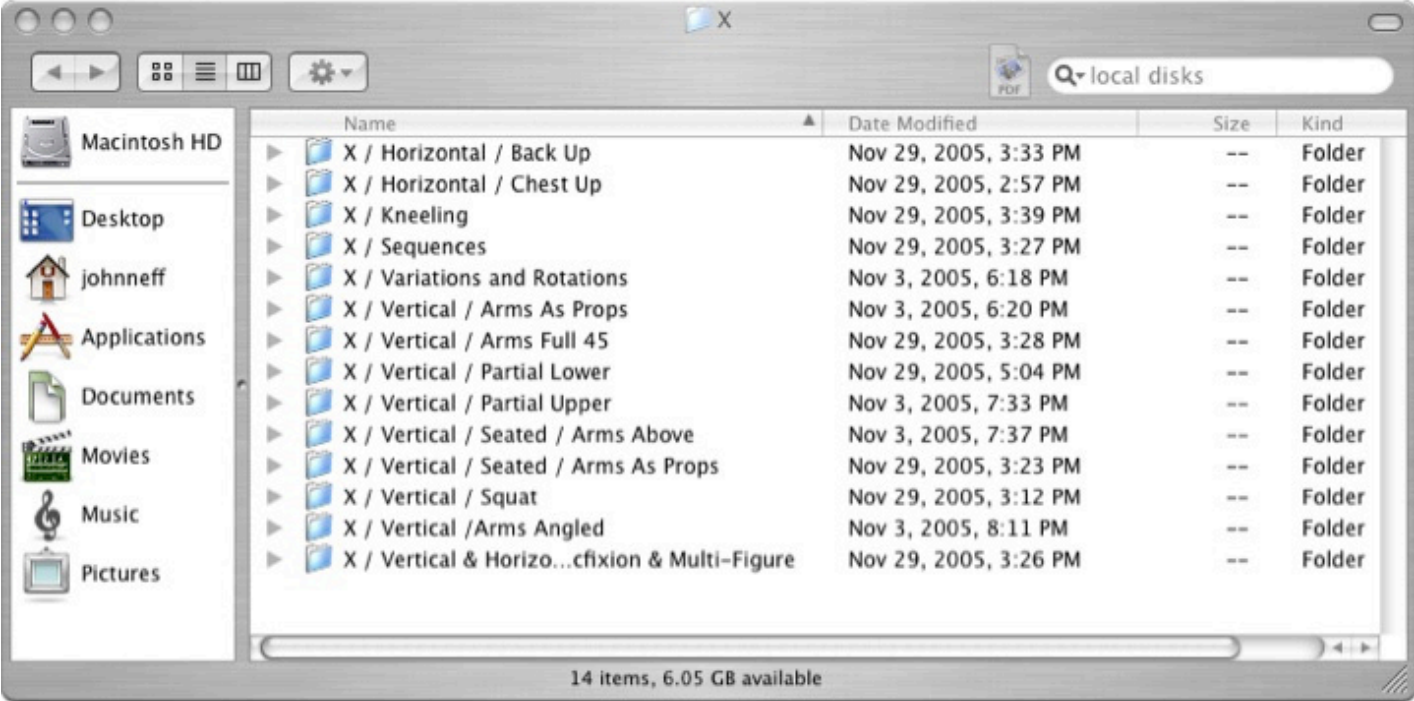 X
PDF
local disks
Macintosh HD
Desktop
johnneff
Applications
Documents
Movies
Music
Pictures
Name Date Modified Size Kind
X / Horizontal / Back Up Nov 29, 2005, 3:33 PM -- Folder
X / Horizontal / Chest Up Nov 29, 2005, 2:57 PM -- Folder
X / Kneeling Nov 29, 2005, 3:39 PM -- Folder
X / Sequences Nov 29, 2005, 3:27 PM -- Folder
X / Variations and Rotations Nov 3, 2005, 6:18 PM -- Folder
X / Vertical / Arms As Props Nov 3, 2005, 6:20 PM -- Folder
X / Vertical / Arms Full 45 Nov 29, 2005, 3:28 PM -- Folder
X / Vertical / Partial Lower Nov 29, 2005, 5:04 PM -- Folder
X / Vertical / Partial Upper Nov 3, 2005, 7:33 PM -- Folder
X / Vertical / Seated / Arms Above Nov 3, 2005, 7:37 PM -- Folder
X / Vertical / Seated / Arms As Props Nov 29, 2005, 3:23 PM -- Folder
X / Vertical / Squat Nov 29, 2005, 3:12 PM -- Folder
X / Vertical /Arms Angled Nov 3, 2005, 8:11 PM -- Folder
X / Vertical & Horizo...cfixion & Multi-Figure Nov 29, 2005, 3:26 PM -- Folder
14 items, 6.05 GB available